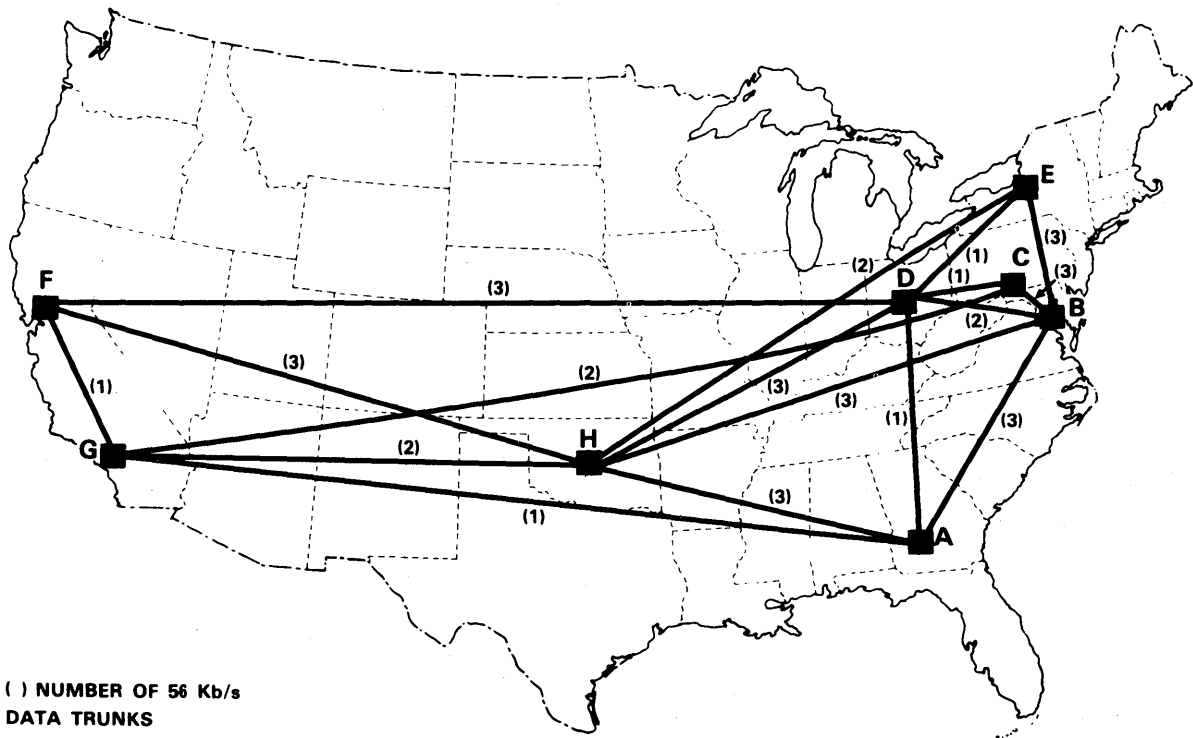 E
(3)
C
(1)
(2)
(3)
D
(1)
F
(3)
B
(2)
(3)
(2)
(1)
(3)
(3)
(1)
(3)
G
(2)
H
(3)
(1)
A
( ) NUMBER OF 56 Kb/s
DATA TRUNKS